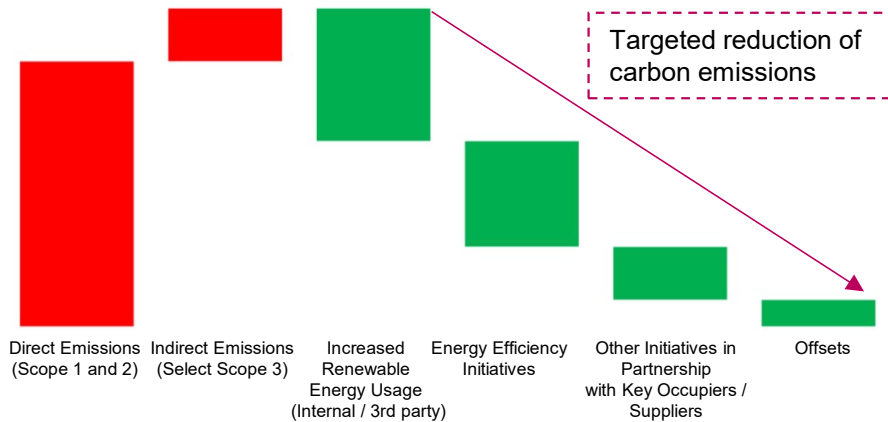 Targeted reduction of
carbon emissions
Direct Emissions
(Scope 1 and 2)
Indirect Emissions
(Select Scope 3)
Increased
Renewable
Energy Usage
(Internal / 3rd party)
Energy Efficiency
Initiatives
Other Initiatives in
Partnership
with Key Occupiers /
Suppliers
Offsets